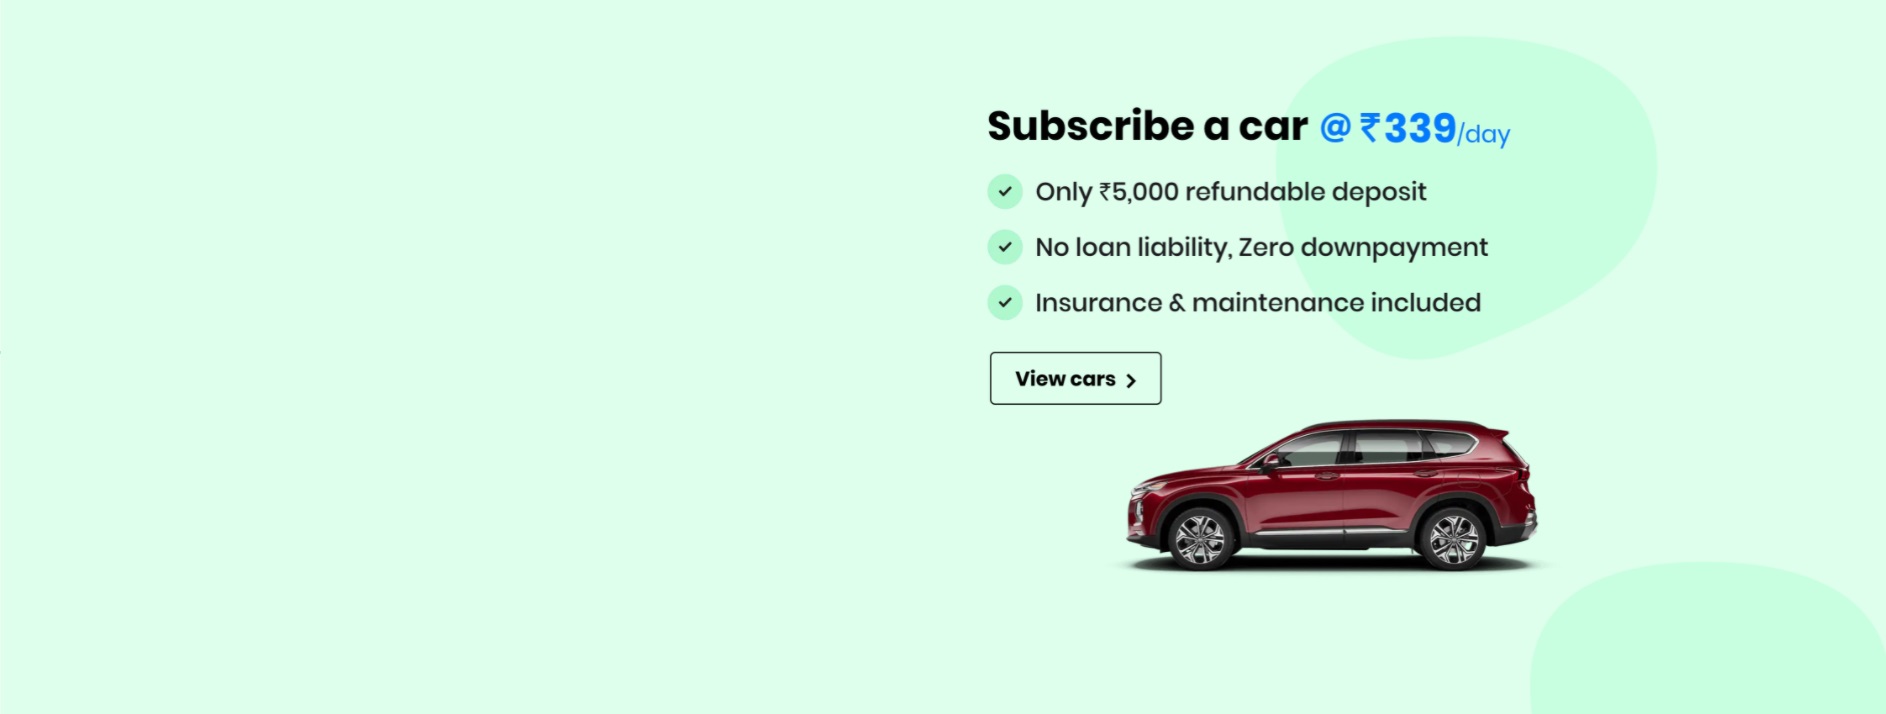 Subscribe a car @ ₹339/day
Only ₹5,000 refundable deposit
No loan liability, Zero downpayment
Insurance & maintenance included
View cars